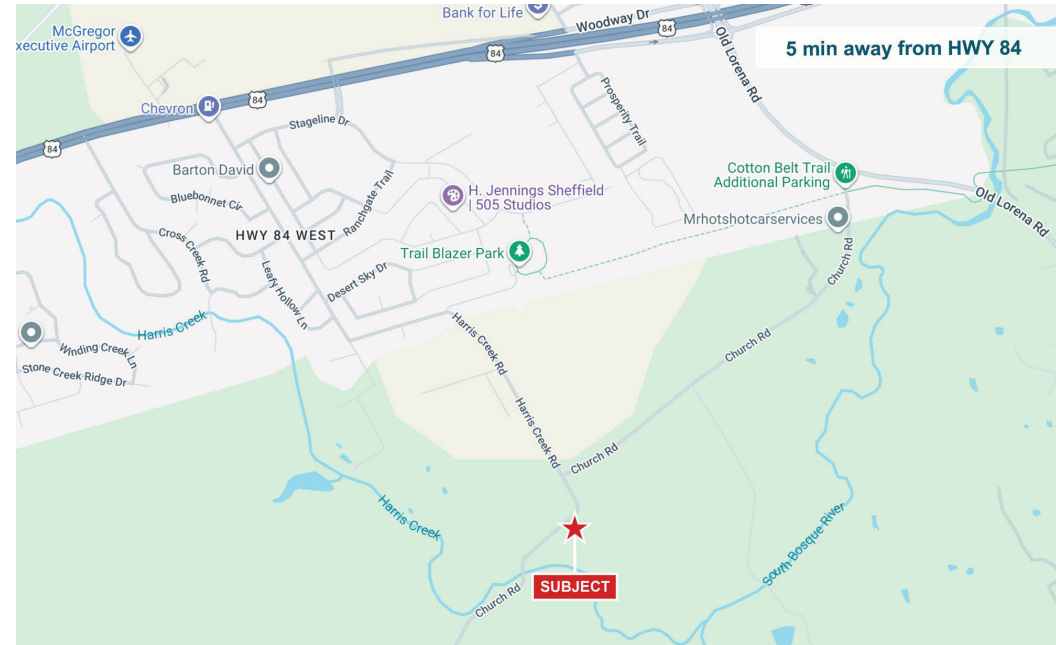 Bank for Life
Woodway Dr
McGregor
xecutive Airport
84
84
5 min away from HWY 84
Old Lorena Rd
Chevron
84
84
Stageline Dr
Prosperity Trail
Barton David
Cotton Belt Trail
Additional Parking
Bluebonnet Cir
Ranchgate Trail
H. Jennings Sheffield
| 505 Studios
Old Lorena Rd
Mrhotshotcarservices
HWY 84 WEST
Cross Creek Rd
Trail Blazer Park
Church Rd
Leafy Hollow Ln
Desert Sky Dr
Harris Creek
Harris Creek Rd
Winding Creek Ln
Church Rd
Stone Creek Ridge Dr
Harris Creek Rd
Church Rd
Harris Creek
South Bosque River
SUBJECT
Church Rd